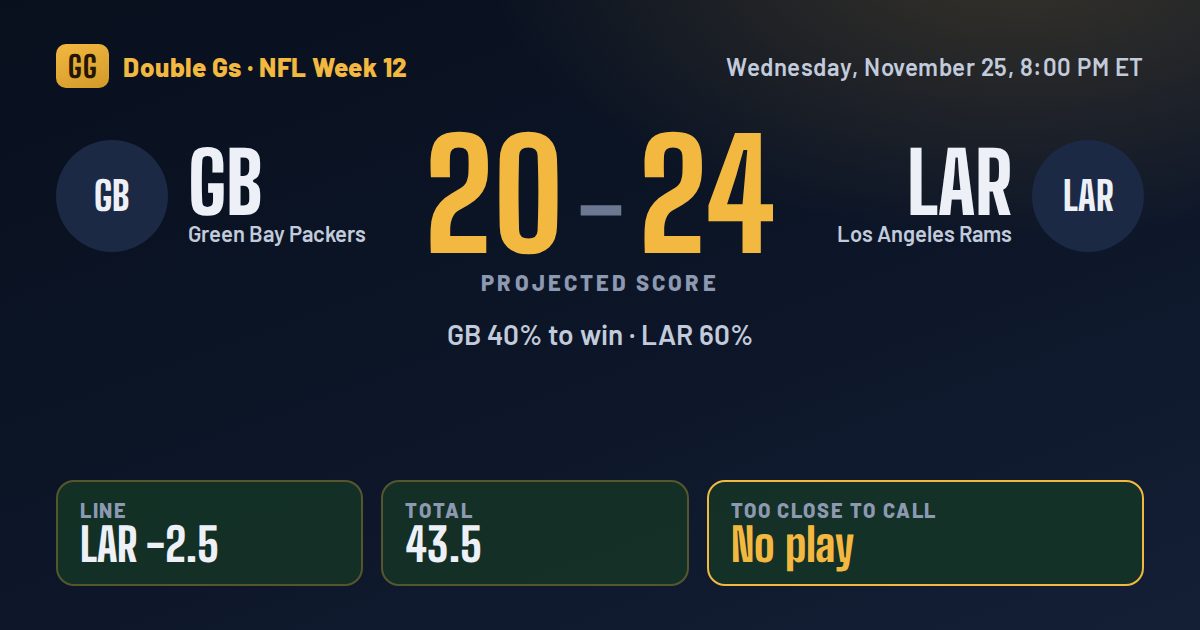 GG Double Gs · NFL Week 12
Wednesday, November 25, 8:00 PM ET
GB
GB
Green Bay Packers
20 – 24
PROJECTED SCORE
GB 40% to win · LAR 60%
LAR
Los Angeles Rams
LAR
LINE
LAR −2.5
TOTAL
43.5
TOO CLOSE TO CALL
No play